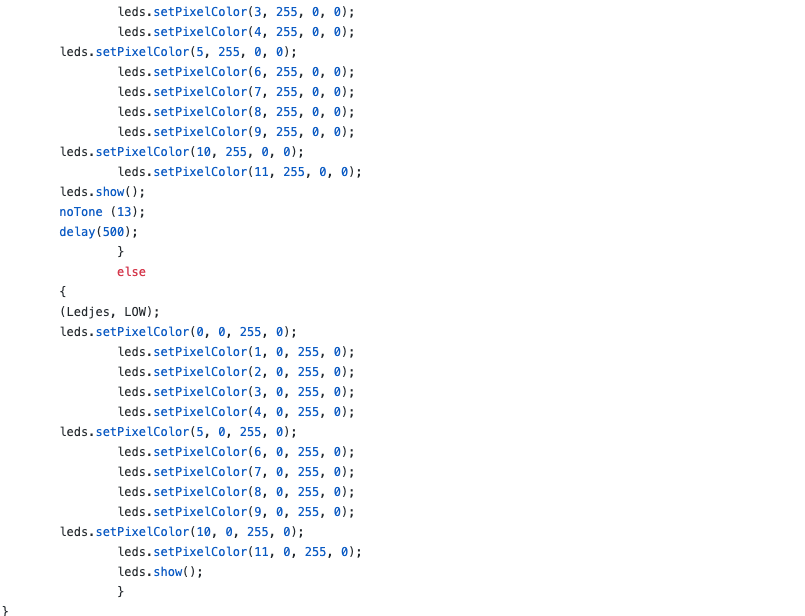 leds.setPixelColor(3, 255, 0, 0);
leds.setPixelColor(4, 255, 0, 0);
leds.setPixelColor(5, 255, 0, 0);
leds.setPixelColor(6, 255, 0, 0);
leds.setPixelColor(7, 255, 0, 0);
leds.setPixelColor(8, 255, 0, 0);
leds.setPixelColor(9, 255, 0, 0);
leds.setPixelColor(10, 255, 0, 0);
leds.setPixelColor(11, 255, 0, 0);
leds.show();
noTone (13);
delay(500);
}
else
{
(Ledjes, LOW);
leds.setPixelColor(0, 0, 255, 0);
leds.setPixelColor(1, 0, 255, 0);
leds.setPixelColor(2, 0, 255, 0);
leds.setPixelColor(3, 0, 255, 0);
leds.setPixelColor(4, 0, 255, 0);
leds.setPixelColor(5, 0, 255, 0);
leds.setPixelColor(6, 0, 255, 0);
leds.setPixelColor(7, 0, 255, 0);
leds.setPixelColor(8, 0, 255, 0);
leds.setPixelColor(9, 0, 255, 0);
leds.setPixelColor(10, 0, 255, 0);
leds.setPixelColor(11, 0, 255, 0);
leds.show();
}
}